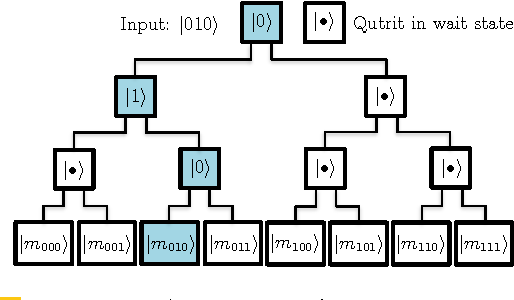 Input: |010⟩ |0⟩ |•⟩ Qutrit in wait state
|1⟩ |•⟩
|•⟩ |0⟩ |•⟩ |•⟩
|m₀₀₀⟩ |m₀₀₁⟩ |m₀₁₀⟩ |m₀₁₁⟩ |m₁₀₀⟩ |m₁₀₁⟩ |m₁₁₀⟩ |m₁₁₁⟩